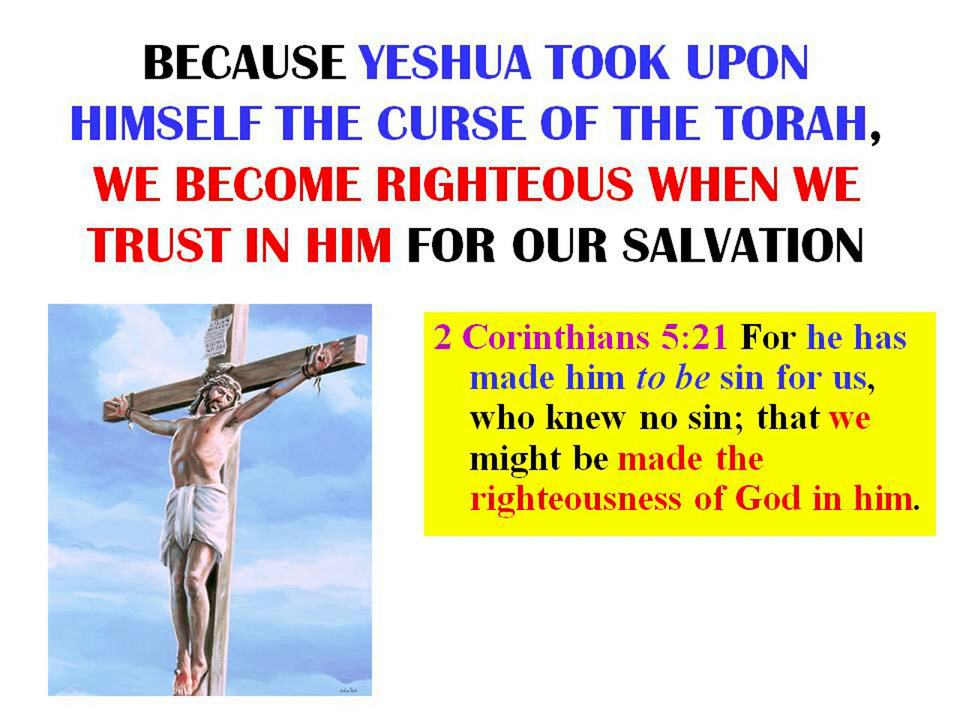 BECAUSE YESHUA TOOK UPON
HIMSELF THE CURSE OF THE TORAH,
WE BECOME RIGHTEOUS WHEN WE
TRUST IN HIM FOR OUR SALVATION
2 Corinthians 5:21 For he has
made him to be sin for us,
who knew no sin; that we
might be made the
righteousness of God in him.